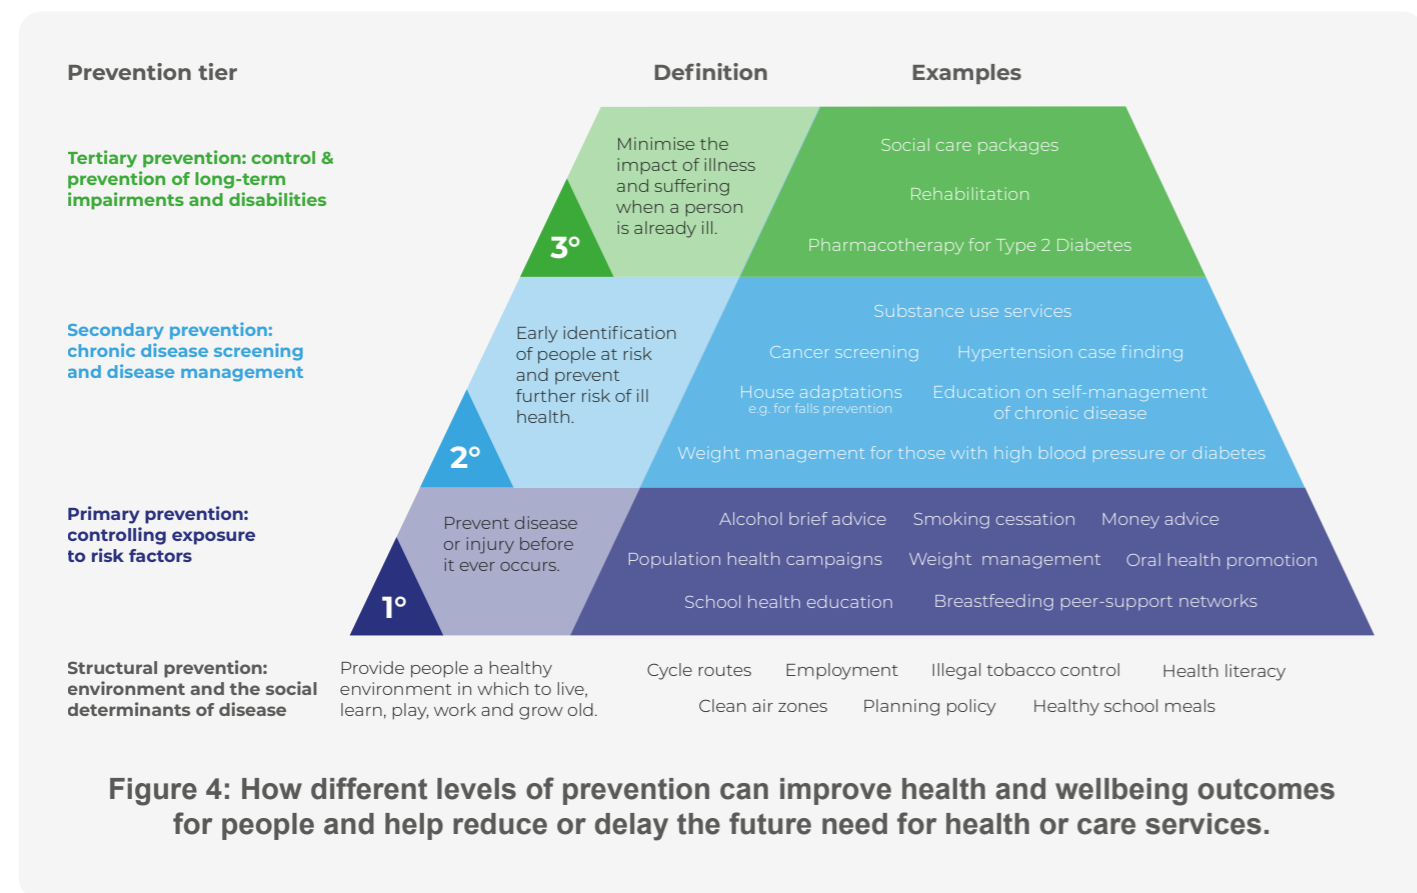 Prevention tier Definition Examples
Tertiary prevention: control &
prevention of long-term
impairments and disabilities
3°
Minimise the
impact of illness
and suffering
when a person
is already ill.
Social care packages
Rehabilitation
Pharmacotherapy for Type 2 Diabetes
Secondary prevention:
chronic disease screening
and disease management
2°
Early identification
of people at risk
and prevent
further risk of ill
health.
Substance use services
Cancer screening Hypertension case finding
House adaptations
e.g. for falls prevention
Education on self-management
of chronic disease
Weight management for those with high blood pressure or diabetes
Primary prevention:
controlling exposure
to risk factors
1°
Prevent disease
or injury before
it ever occurs.
Alcohol brief advice Smoking cessation Money advice
Population health campaigns Weight management Oral health promotion
School health education Breastfeeding peer-support networks
Structural prevention:
environment and the social
determinants of disease
Provide people a healthy
environment in which to live,
learn, play, work and grow old.
Cycle routes Employment Illegal tobacco control Health literacy
Clean air zones Planning policy Healthy school meals
Figure 4: How different levels of prevention can improve health and wellbeing outcomes
for people and help reduce or delay the future need for health or care services.